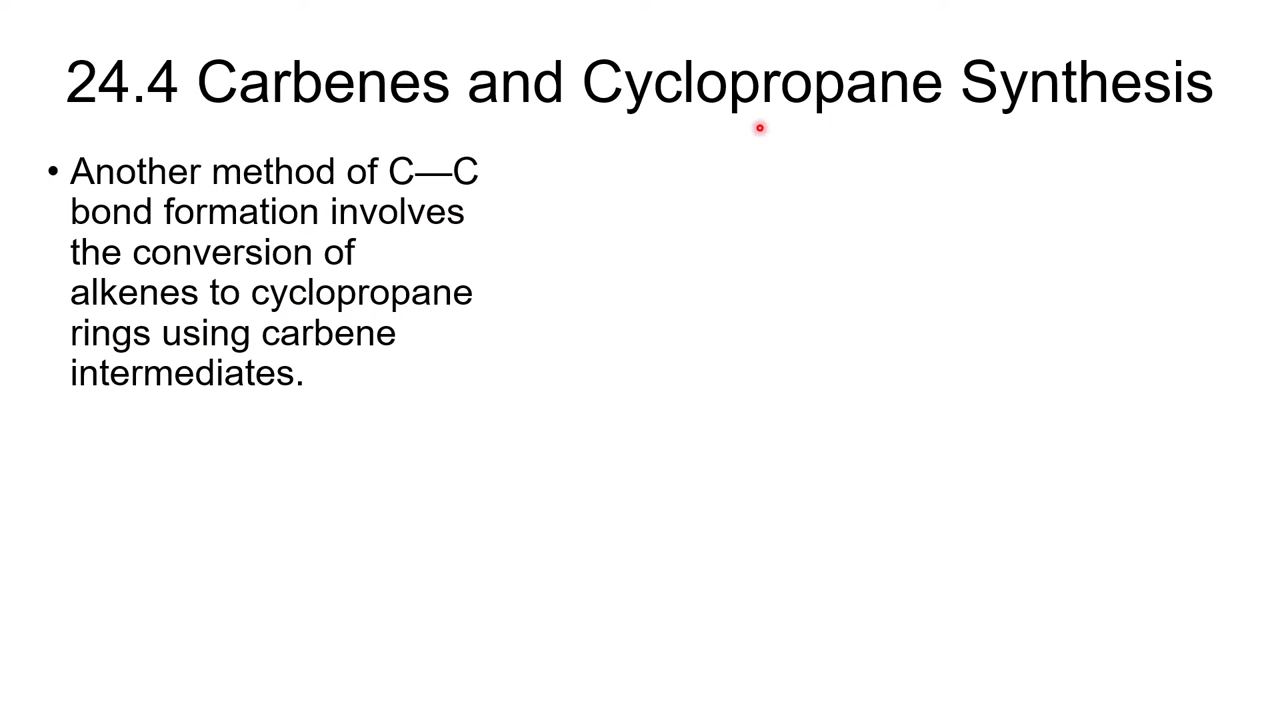 24.4 Carbenes and Cyclopropane Synthesis
• Another method of C—C
bond formation involves
the conversion of
alkenes to cyclopropane
rings using carbene
intermediates.